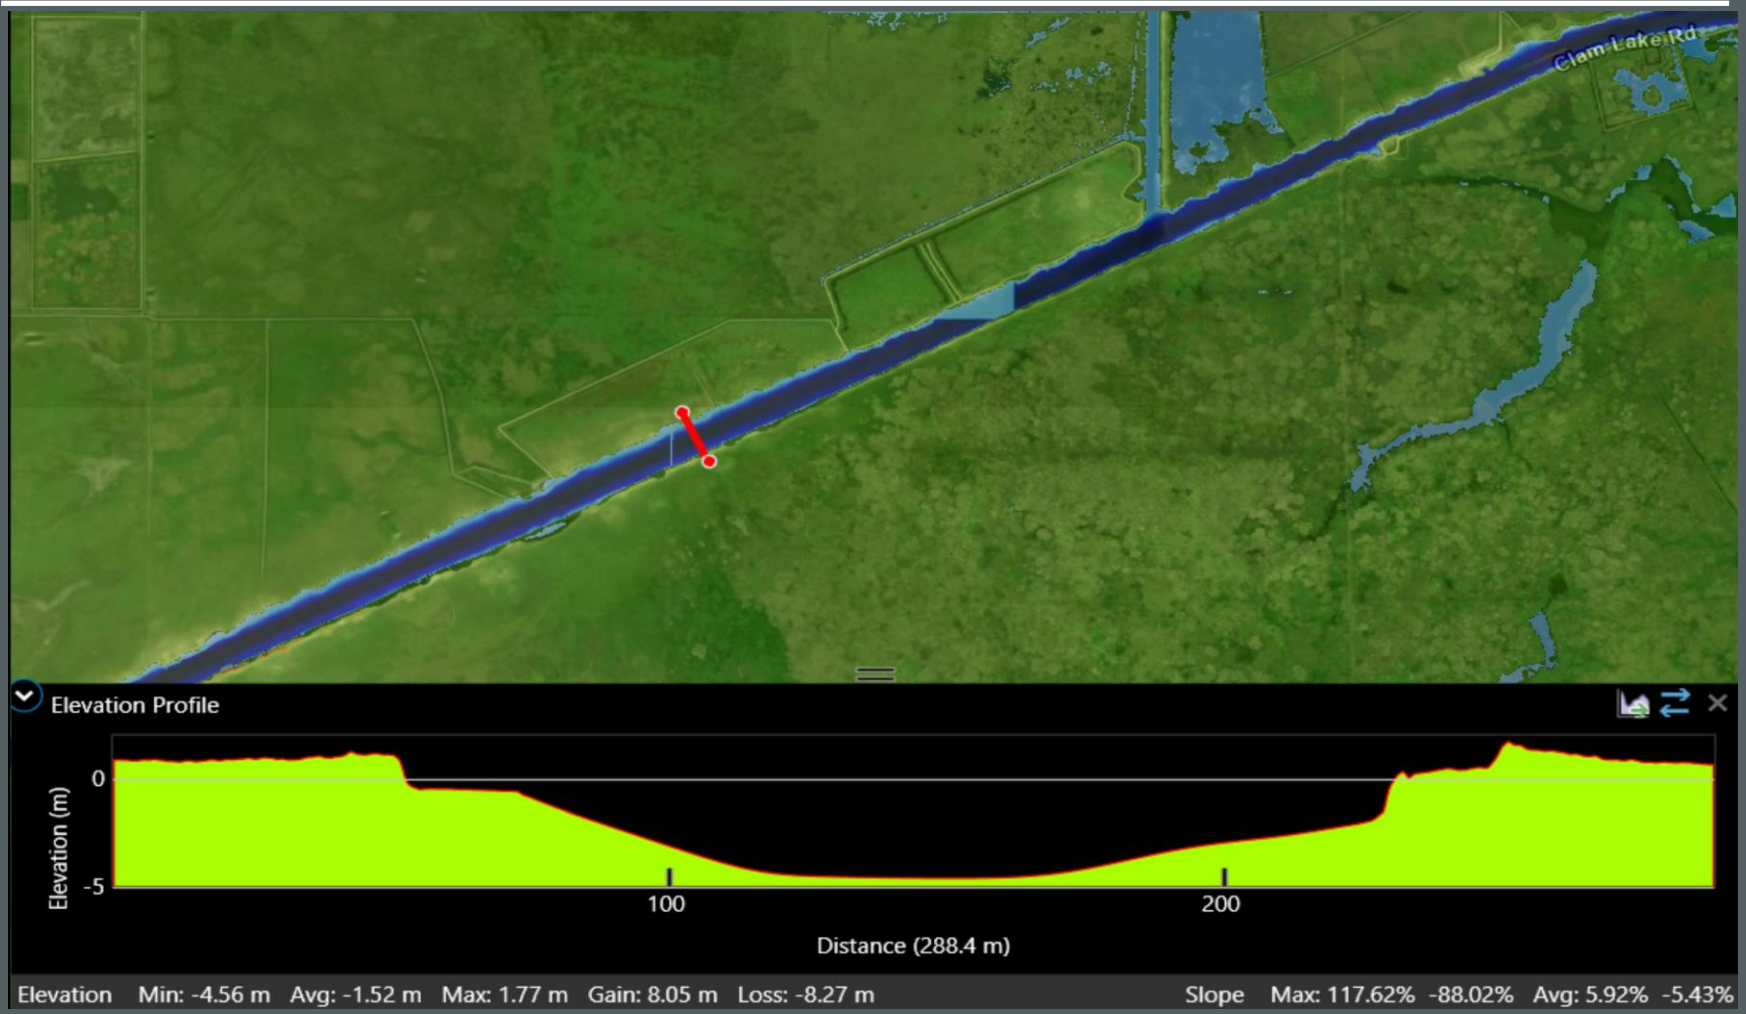 Clam Lake Rd
Elevation Profile
Elevation (m)
0
-5
100
200
Distance (288.4 m)
Elevation Min: -4.56 m Avg: -1.52 m Max: 1.77 m Gain: 8.05 m Loss: -8.27 m Slope Max: 117.62% -88.02% Avg: 5.92% -5.43%